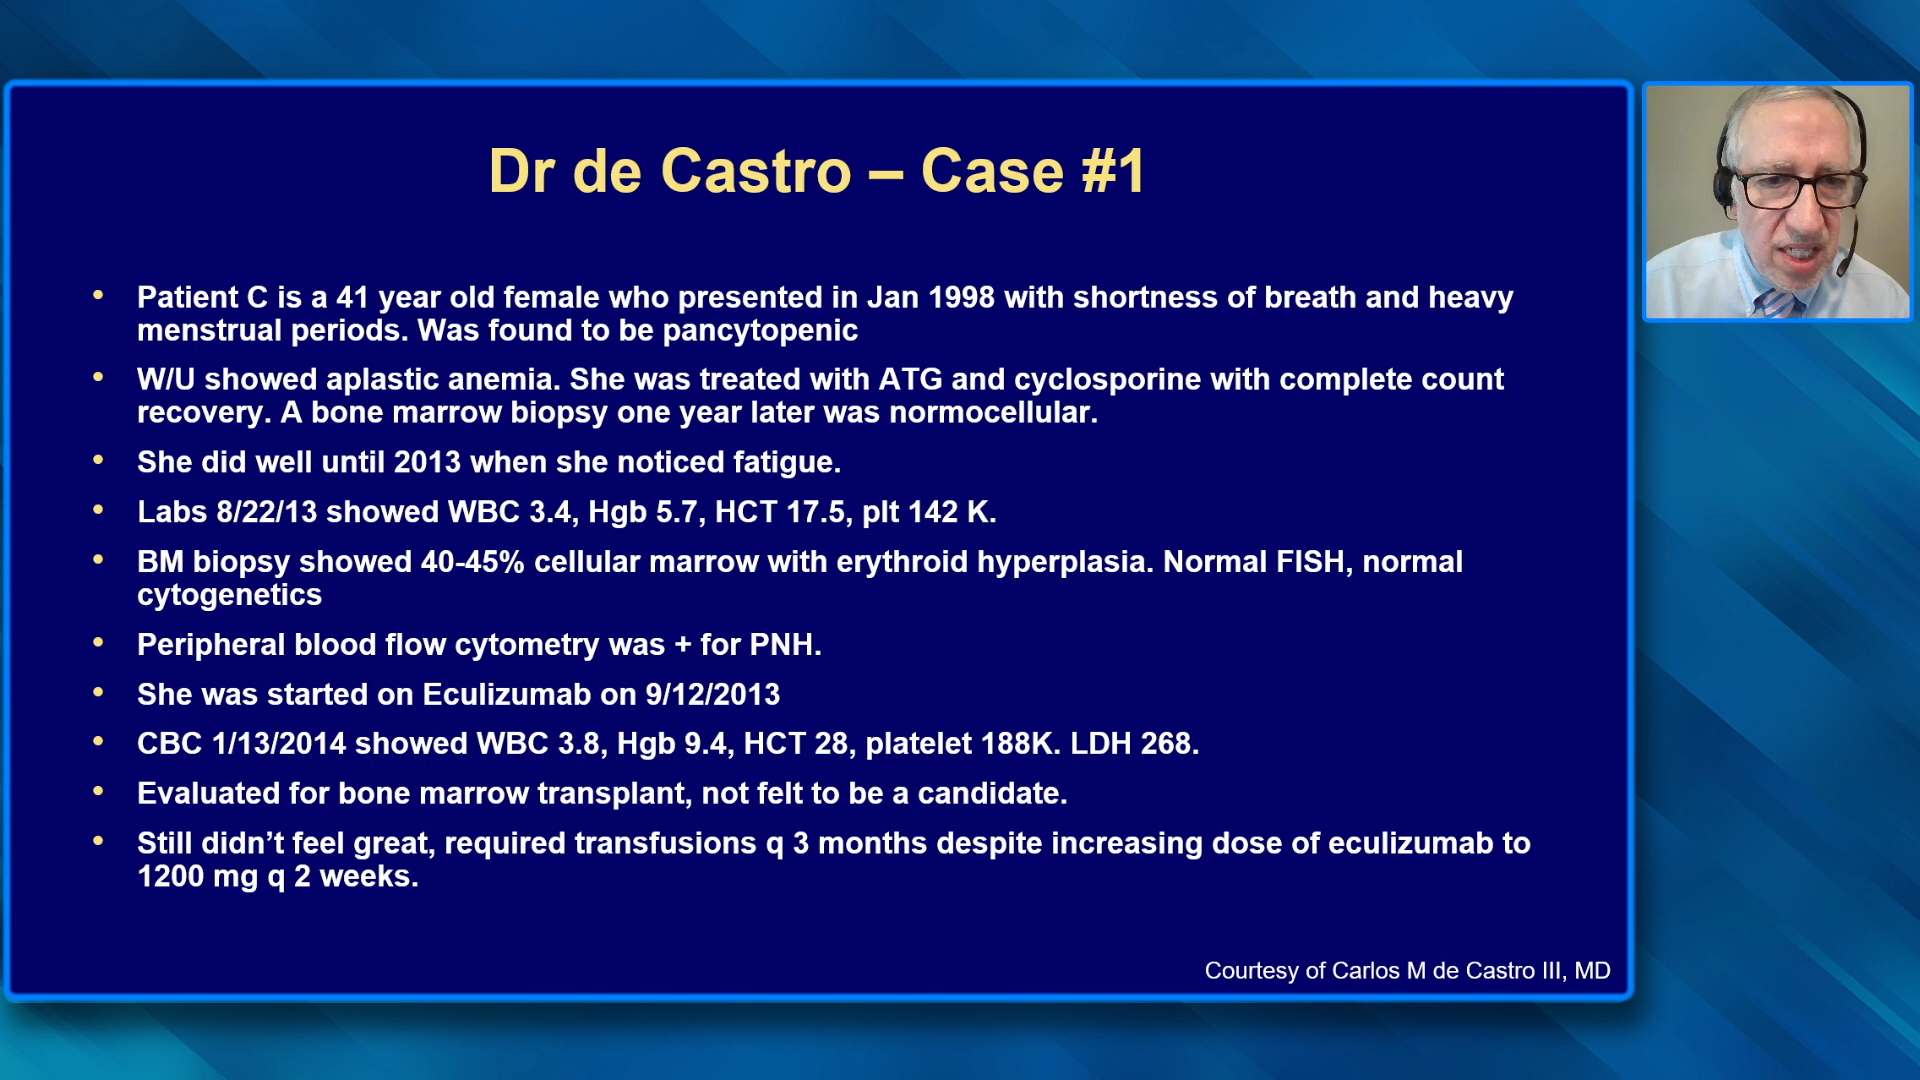 Dr de Castro – Case #1
• Patient C is a 41 year old female who presented in Jan 1998 with shortness of breath and heavy
menstrual periods. Was found to be pancytopenic
• W/U showed aplastic anemia. She was treated with ATG and cyclosporine with complete count
recovery. A bone marrow biopsy one year later was normocellular.
• She did well until 2013 when she noticed fatigue.
• Labs 8/22/13 showed WBC 3.4, Hgb 5.7, HCT 17.5, plt 142 K.
• BM biopsy showed 40-45% cellular marrow with erythroid hyperplasia. Normal FISH, normal
cytogenetics
• Peripheral blood flow cytometry was + for PNH.
• She was started on Eculizumab on 9/12/2013
• CBC 1/13/2014 showed WBC 3.8, Hgb 9.4, HCT 28, platelet 188K. LDH 268.
• Evaluated for bone marrow transplant, not felt to be a candidate.
• Still didn’t feel great, required transfusions q 3 months despite increasing dose of eculizumab to
1200 mg q 2 weeks.
Courtesy of Carlos M de Castro III, MD